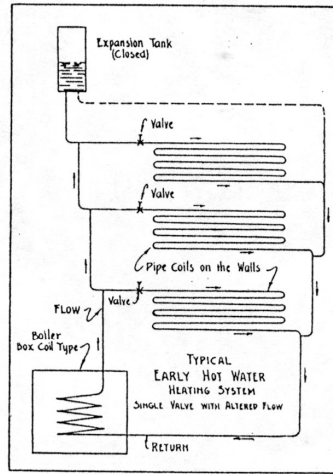 Expansion Tank
(Closed)
Valve
Valve
Pipe Coils on the Walls
Valve
Flow
Boiler
Box Coil Type
Typical
Early Hot Water
Heating System
Single Valve with Altered Flow
Return